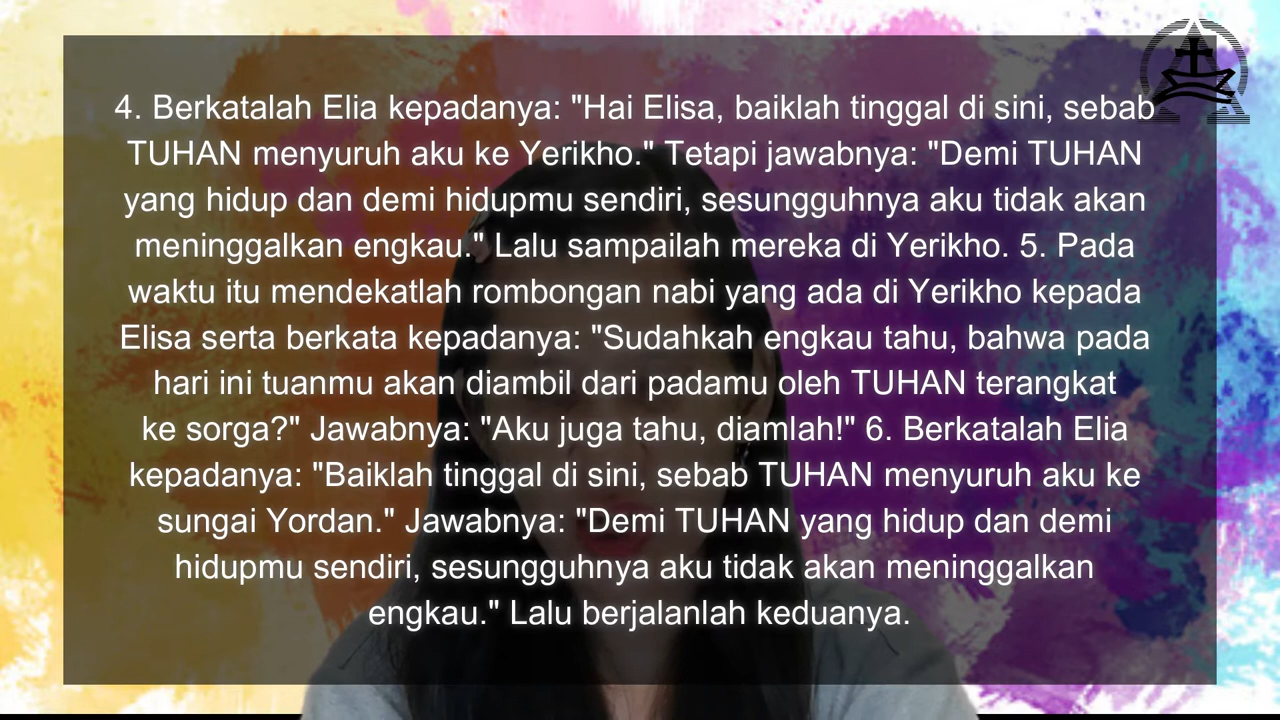 4. Berkatalah Elia kepadanya: "Hai Elisa, baiklah tinggal di sini, sebab
TUHAN menyuruh aku ke Yerikho." Tetapi jawabnya: "Demi TUHAN
yang hidup dan demi hidupmu sendiri, sesungguhnya aku tidak akan
meninggalkan engkau." Lalu sampailah mereka di Yerikho. 5. Pada
waktu itu mendekatlah rombongan nabi yang ada di Yerikho kepada
Elisa serta berkata kepadanya: "Sudahkah engkau tahu, bahwa pada
hari ini tuanmu akan diambil dari padamu oleh TUHAN terangkat
ke sorga?" Jawabnya: "Aku juga tahu, diamlah!" 6. Berkatalah Elia
kepadanya: "Baiklah tinggal di sini, sebab TUHAN menyuruh aku ke
sungai Yordan." Jawabnya: "Demi TUHAN yang hidup dan demi
hidupmu sendiri, sesungguhnya aku tidak akan meninggalkan
engkau." Lalu berjalanlah keduanya.